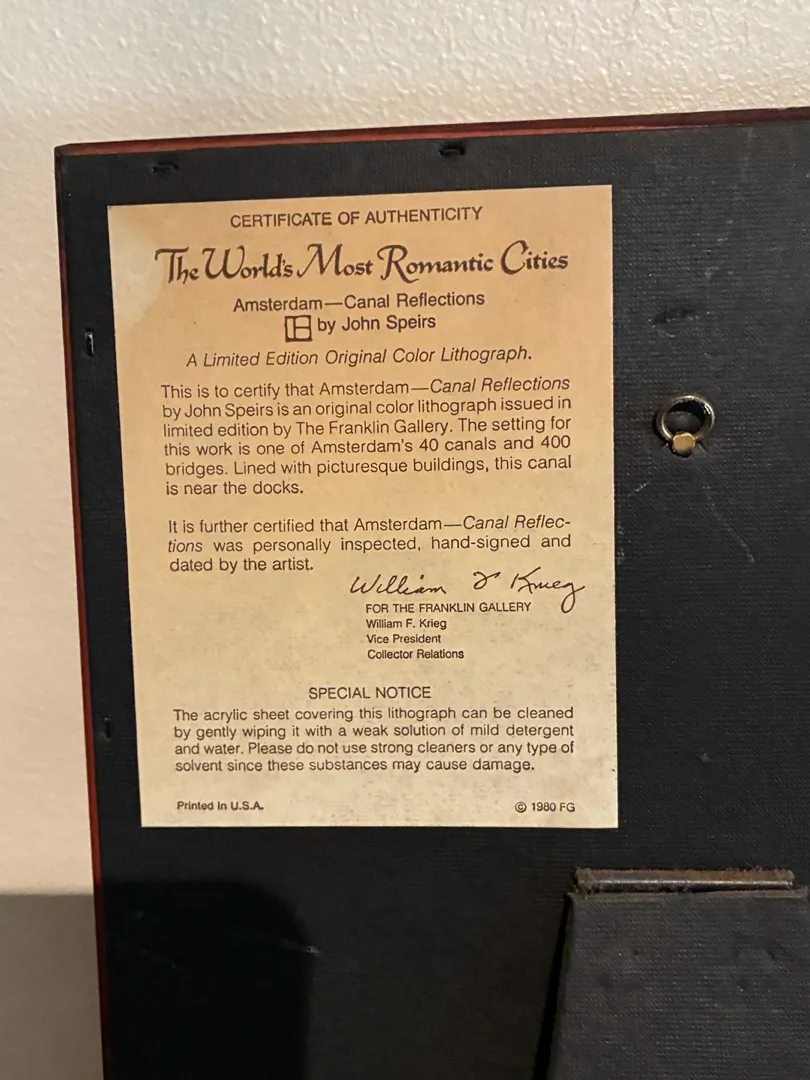 CERTIFICATE OF AUTHENTICITY
The World's Most Romantic Cities
Amsterdam—Canal Reflections
by John Speirs
A Limited Edition Original Color Lithograph.
This is to certify that Amsterdam—Canal Reflections
by John Speirs is an original color lithograph issued in
limited edition by The Franklin Gallery. The setting for
this work is one of Amsterdam's 40 canals and 400
bridges. Lined with picturesque buildings, this canal
is near the docks.
It is further certified that Amsterdam—Canal Reflec-
tions was personally inspected, hand-signed and
dated by the artist.
William F Krieg
FOR THE FRANKLIN GALLERY
William F. Krieg
Vice President
Collector Relations
SPECIAL NOTICE
The acrylic sheet covering this lithograph can be cleaned
by gently wiping it with a weak solution of mild detergent
and water. Please do not use strong cleaners or any type of
solvent since these substances may cause damage.
Printed in U.S.A.
© 1980 FG